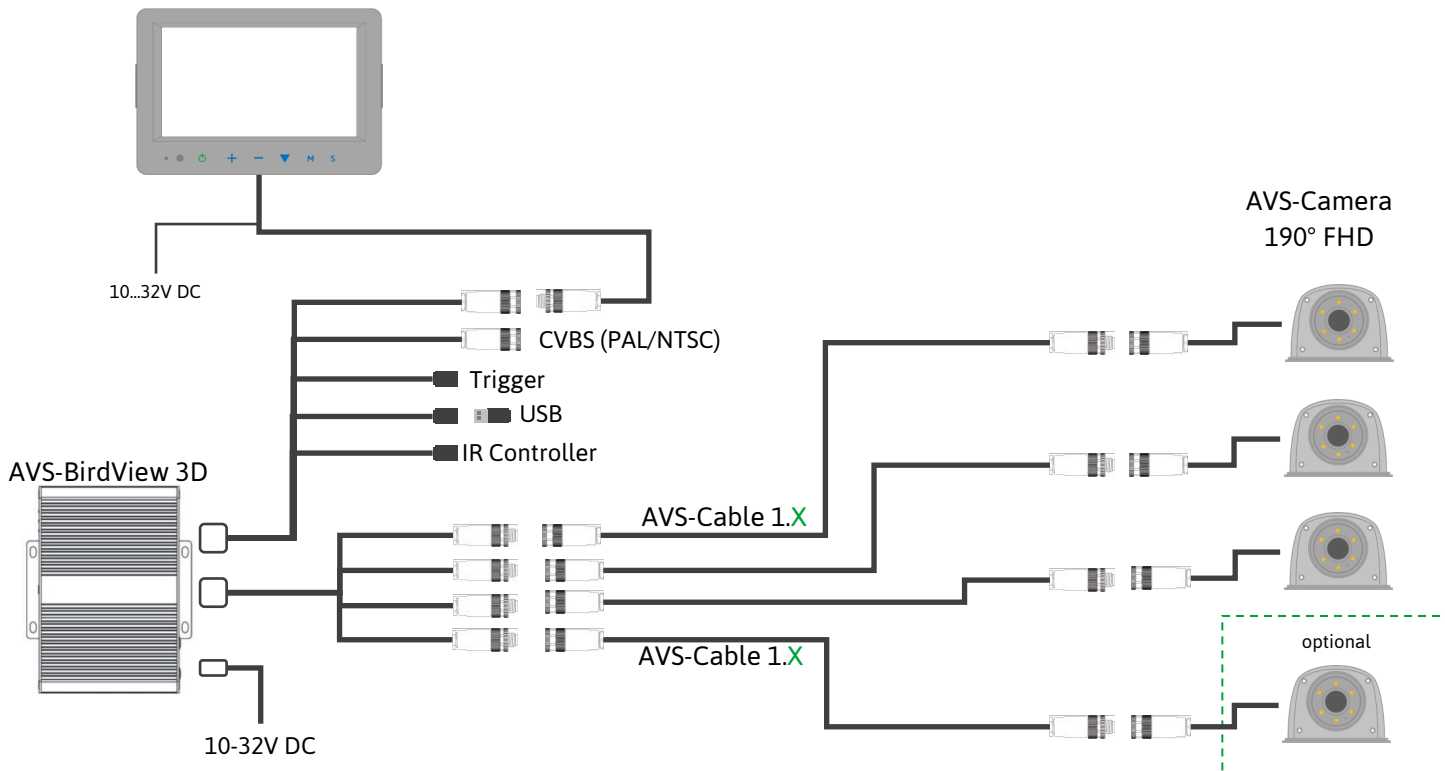 M S
AVS-Camera
190° FHD
10...32V DC
CVBS (PAL/NTSC)
Trigger
USB
IR Controller
AVS-BirdView 3D
AVS-Cable 1.X
optional
AVS-Cable 1.X
10-32V DC